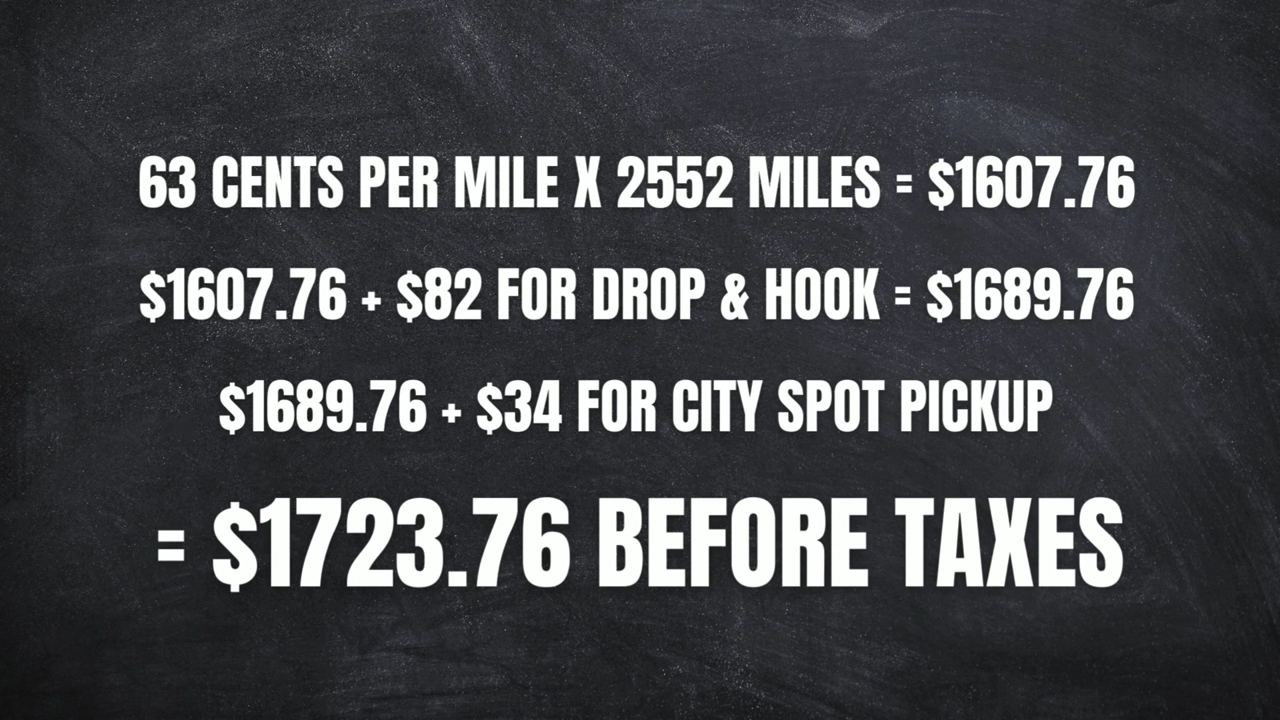 63 CENTS PER MILE X 2552 MILES = $1607.76
$1607.76 + $82 FOR DROP & HOOK = $1689.76
$1689.76 + $34 FOR CITY SPOT PICKUP
= $1723.76 BEFORE TAXES